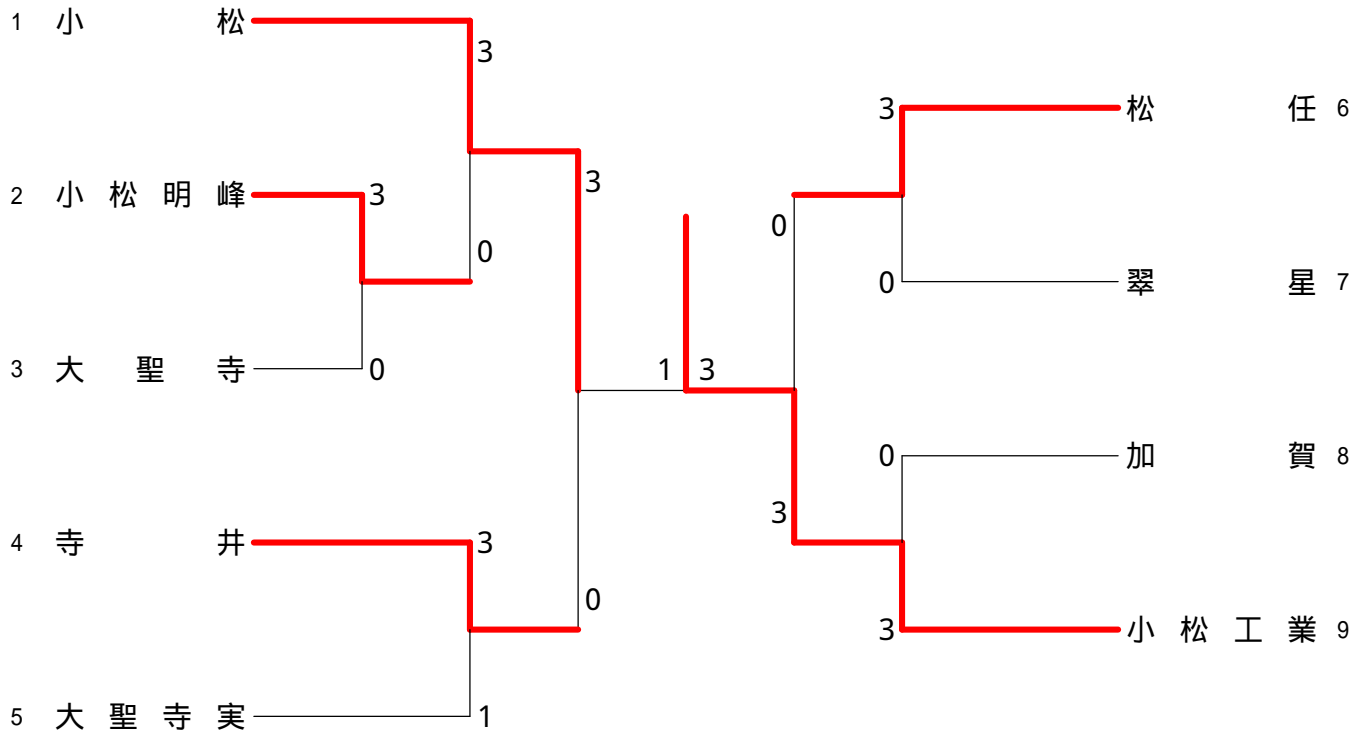 1 小松
3
3 松任 6
2 小松明峰 3
3
0
0
0 翠星 7
3 大聖寺 0
1 3
0 加賀 8
3
4 寺井 3
0
3 小松工業 9
5 大聖寺実 1